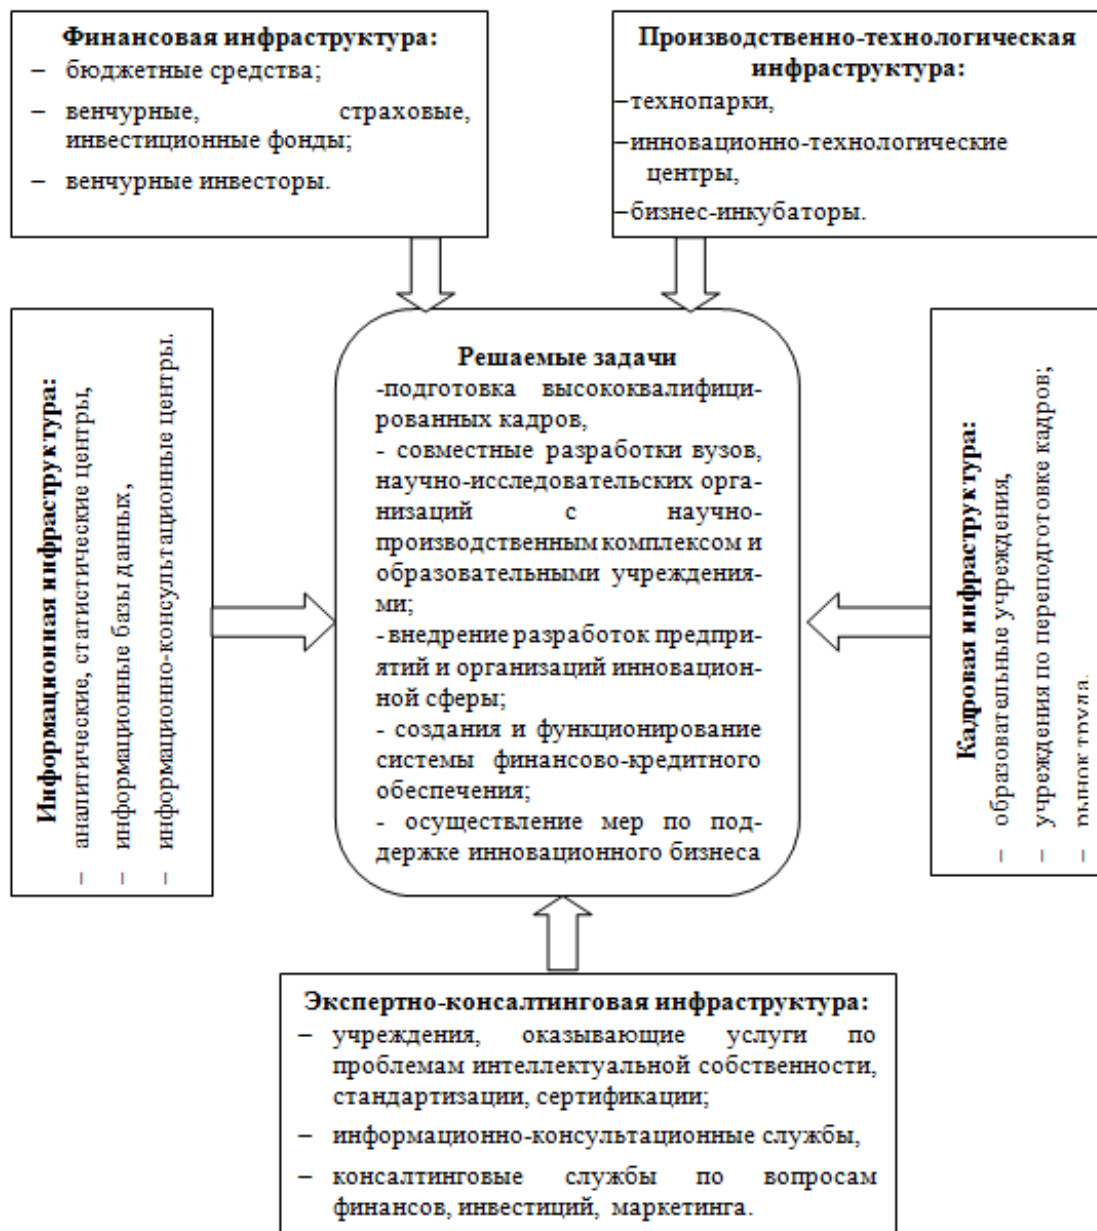 Финансовая инфраструктура:
– бюджетные средства;
– венчурные, страховые,
инвестиционные фонды;
– венчурные инвесторы.
Производственно-технологическая
инфраструктура:
–технопарки,
–инновационно-технологические
центры,
–бизнес-инкубаторы.
Информационная инфраструктура:
– аналитические, статистические центры,
– информационные базы данных,
– информационно-консультационные центры.
Решаемые задачи
-подготовка высококвалифици-
рованных кадров,
- совместные разработки вузов,
научно-исследовательских орга-
низаций с научно-
производственным комплексом и
образовательными учреждения-
ми;
- внедрение разработок предпри-
ятий и организаций инновацион-
ной сферы;
- создания и функционирование
системы финансово-кредитного
обеспечения;
- осуществление мер по под-
держке инновационного бизнеса
Кадровая инфраструктура:
– образовательные учреждения,
– учреждения по переподготовке кадров;
– рынок труда.
Экспертно-консалтинговая инфраструктура:
– учреждения, оказывающие услуги по
проблемам интеллектуальной собственности,
стандартизации, сертификации;
– информационно-консультационные службы,
– консалтинговые службы по вопросам
финансов, инвестиций, маркетинга.